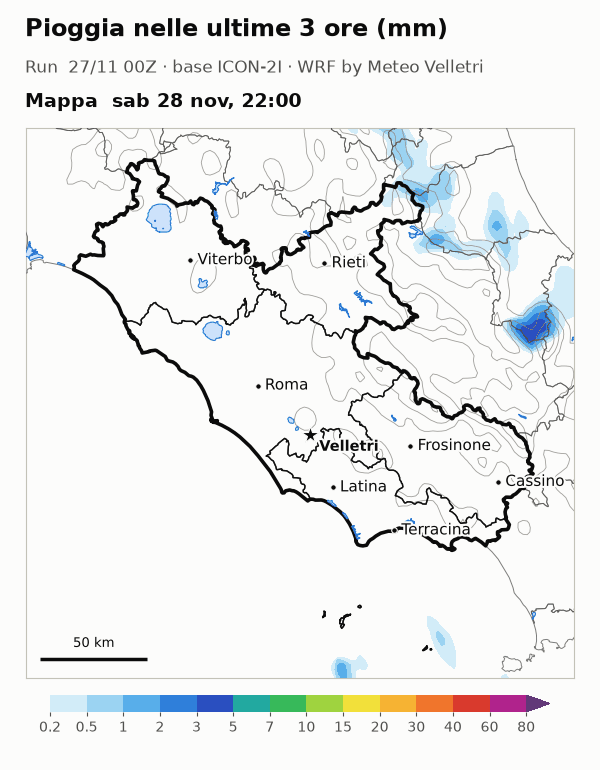 Pioggia nelle ultime 3 ore (mm)
Run 27/11 00Z · base ICON-2I · WRF by Meteo Velletri
Mappa sab 28 nov, 22:00
Viterbo
Rieti
Roma
Velletri
Frosinone
Latina
Cassino
Terracina
50 km
0.2 0.5 1 2 3 5 7 10 15 20 30 40 60 80